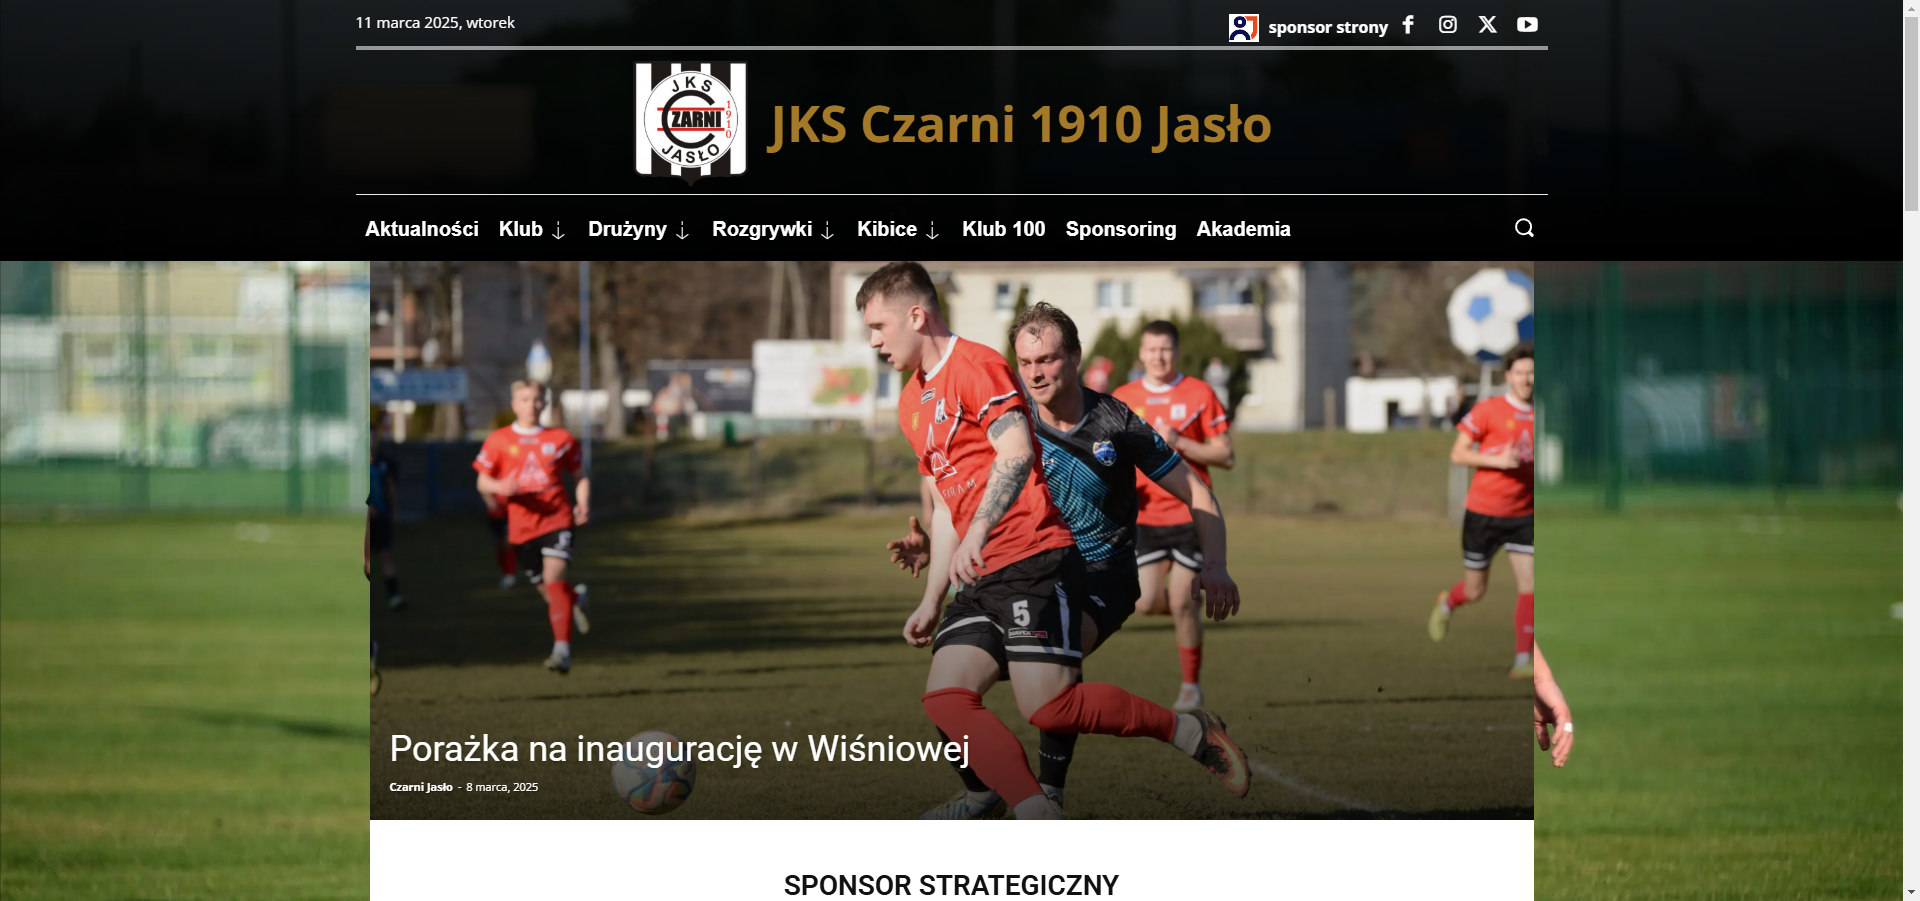 11 marca 2025, wtorek
sponsor strony
JKS
CZARNI
1910
JASŁO
JKS Czarni 1910 Jasło
Aktualności Klub Drużyny Rozgrywki Kibice Klub 100 Sponsoring Akademia
5
Porażka na inaugurację w Wiśniowej
Czarni Jasło - 8 marca, 2025
SPONSOR STRATEGICZNY